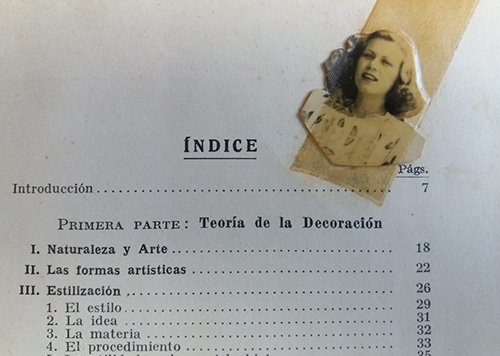 ÍNDICE
Págs.
Introducción ........................................ 7
PRIMERA PARTE: Teoría de la Decoración
I. Naturaleza y Arte ........................................ 18
II. Las formas artísticas ........................................ 22
III. Estilización ........................................ 26
1. El estilo ........................................ 29
2. La idea ........................................ 31
3. La materia ........................................ 32
4. El procedimiento ........................................ 33
35